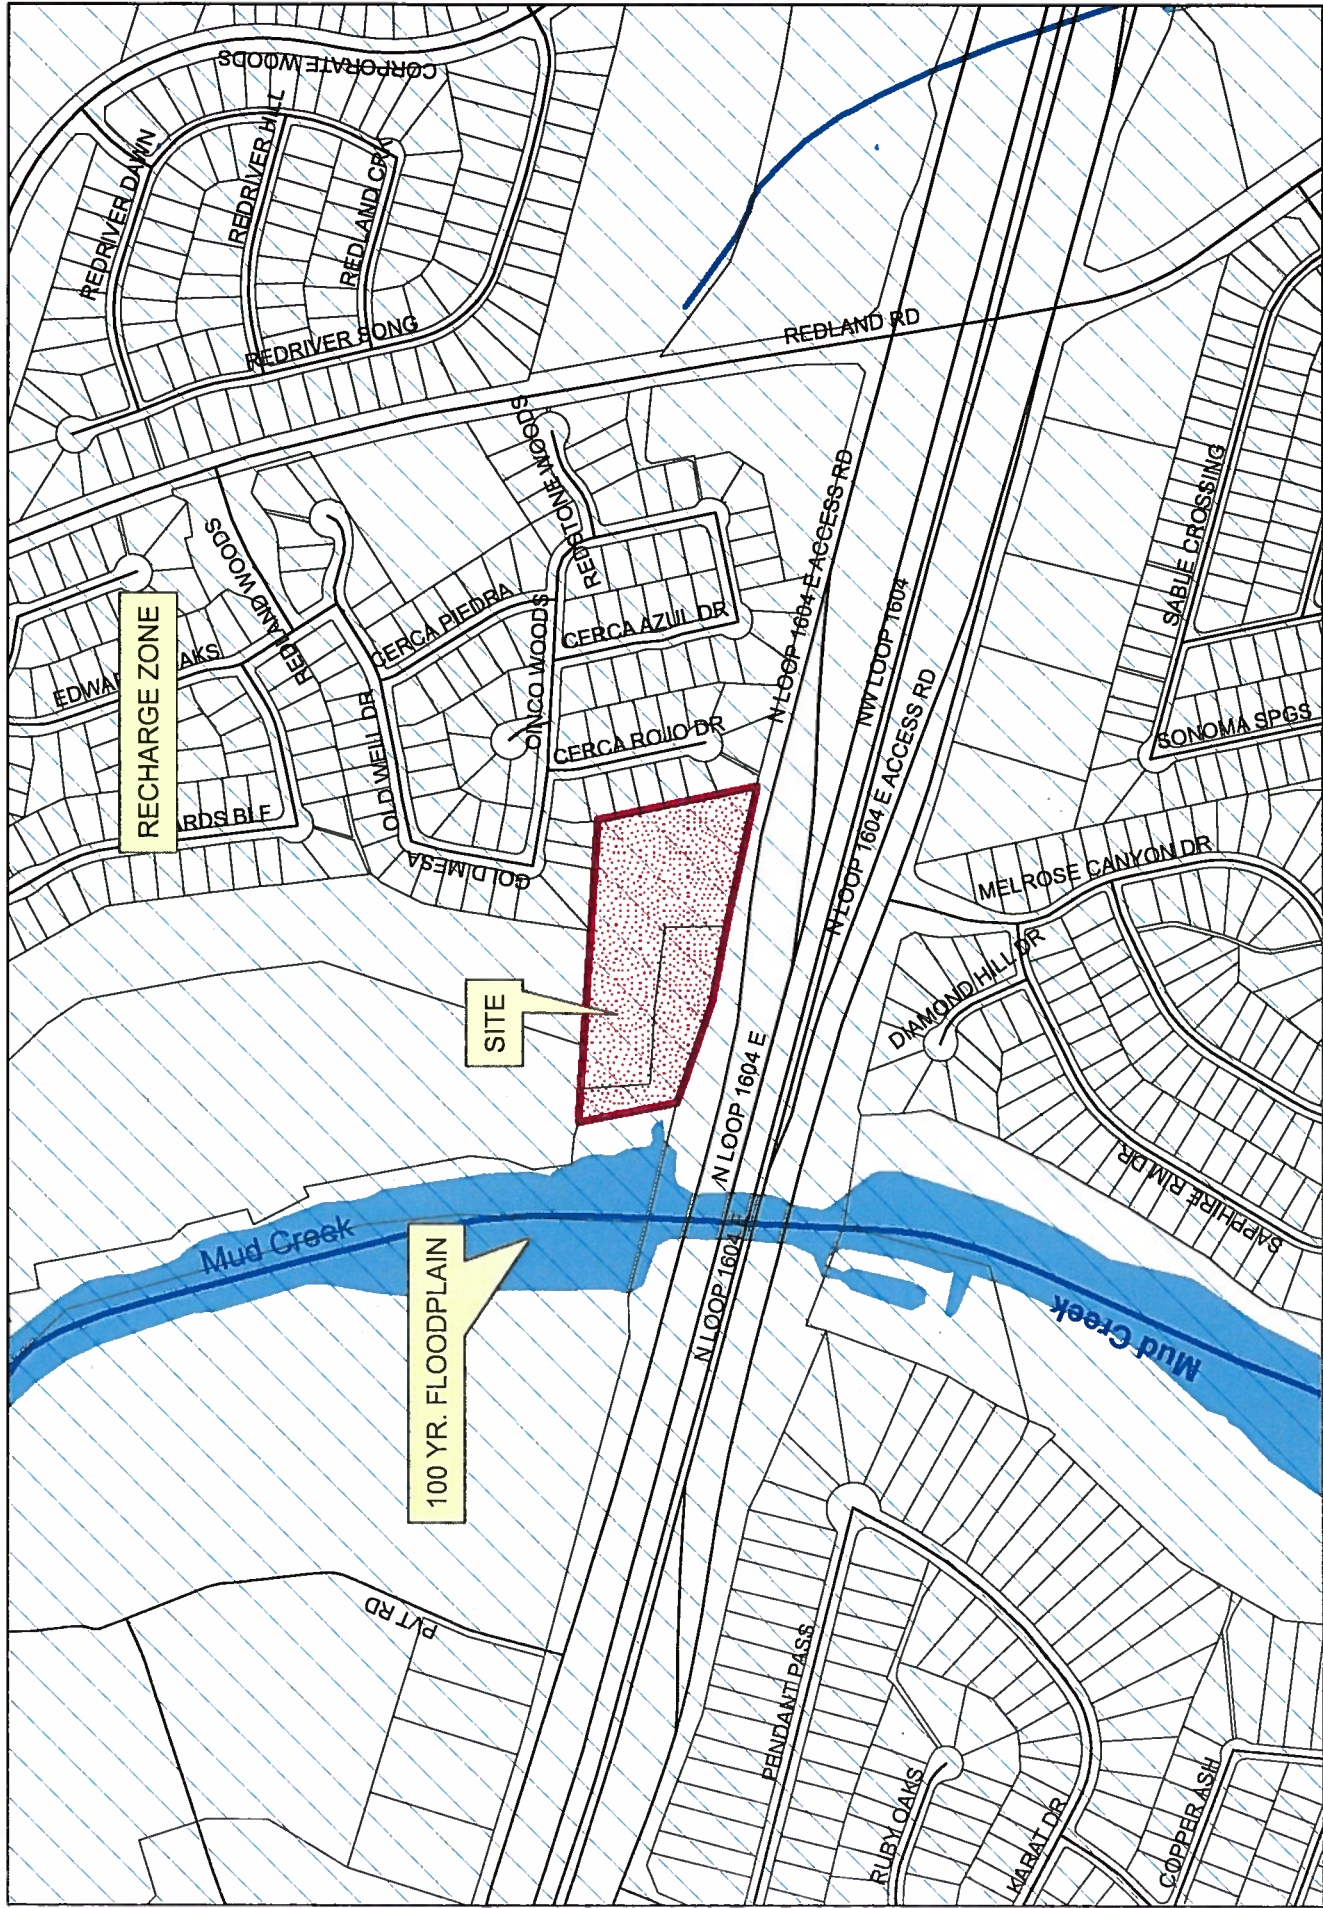 CORPORATE WOODS
REDRIVER DAWN
REDRIVER HILL
REDLAND CRK
REDRIVER SONG
REDLAND RD
REDLAND WOODS
REDSTONE WOODS
RECHARGE ZONE
EDWA
AKS
ARDS BLF
OLD WELL DR
CERCA PIEDRA
CINCO WOODS
CERCA AZUL DR
CERCA ROJO DR
GOLD MESA
SITE
N LOOP 1604 E ACCESS RD
NW LOOP 1604
N LOOP 1604 E ACCESS RD
N LOOP 1604 E
N LOOP 1604 E
SABLE CROSSING
SONOMA SPGS
MELROSE CANYON DR
DIAMOND HILL DR
SAPPHIRE RIM DR
Mud Creek
100 YR. FLOODPLAIN
Mud Creek
PVT RD
PENDANT PASS
RUBY OAKS
KARAT DR
COPPER ASH